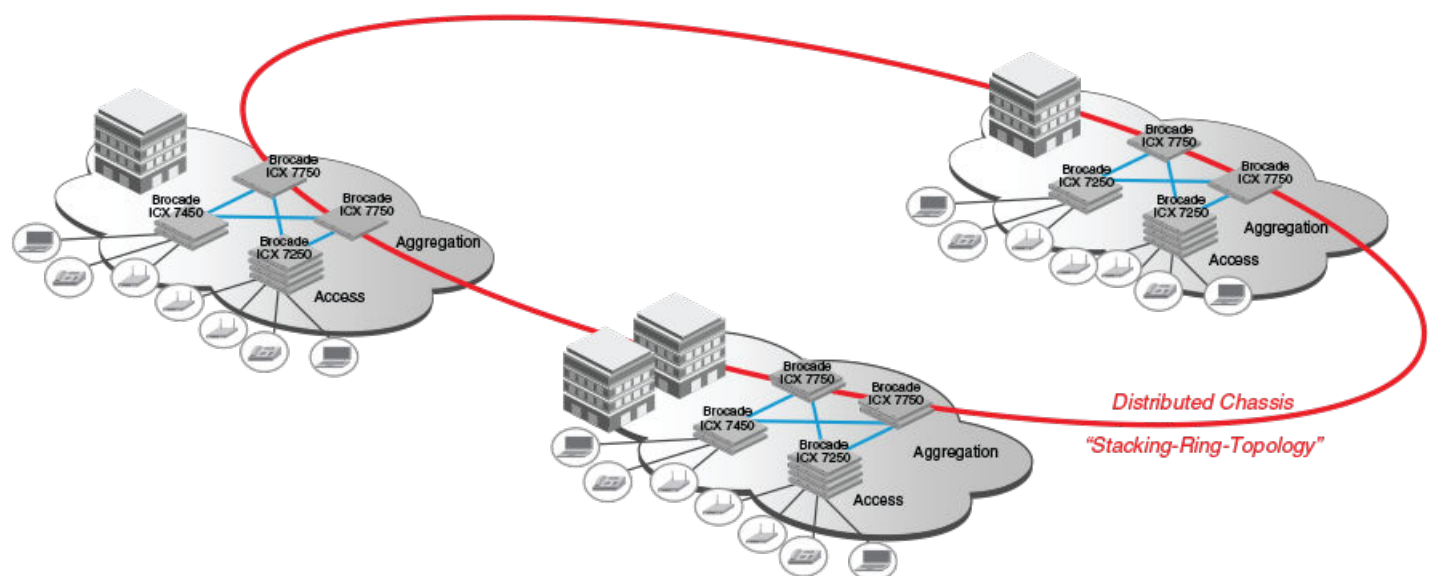 Brocade
ICX 7750
Brocade
ICX 7450
Brocade
ICX 7750
Brocade
ICX 7250
Aggregation
Access
Brocade
ICX 7750
Brocade
ICX 7250
Brocade
ICX 7750
Brocade
ICX 7250
Aggregation
Access
Brocade
ICX 7750
Brocade
ICX 7750
Brocade
ICX 7450
Brocade
ICX 7250
Aggregation
Access
Distributed Chassis
“Stacking-Ring-Topology”